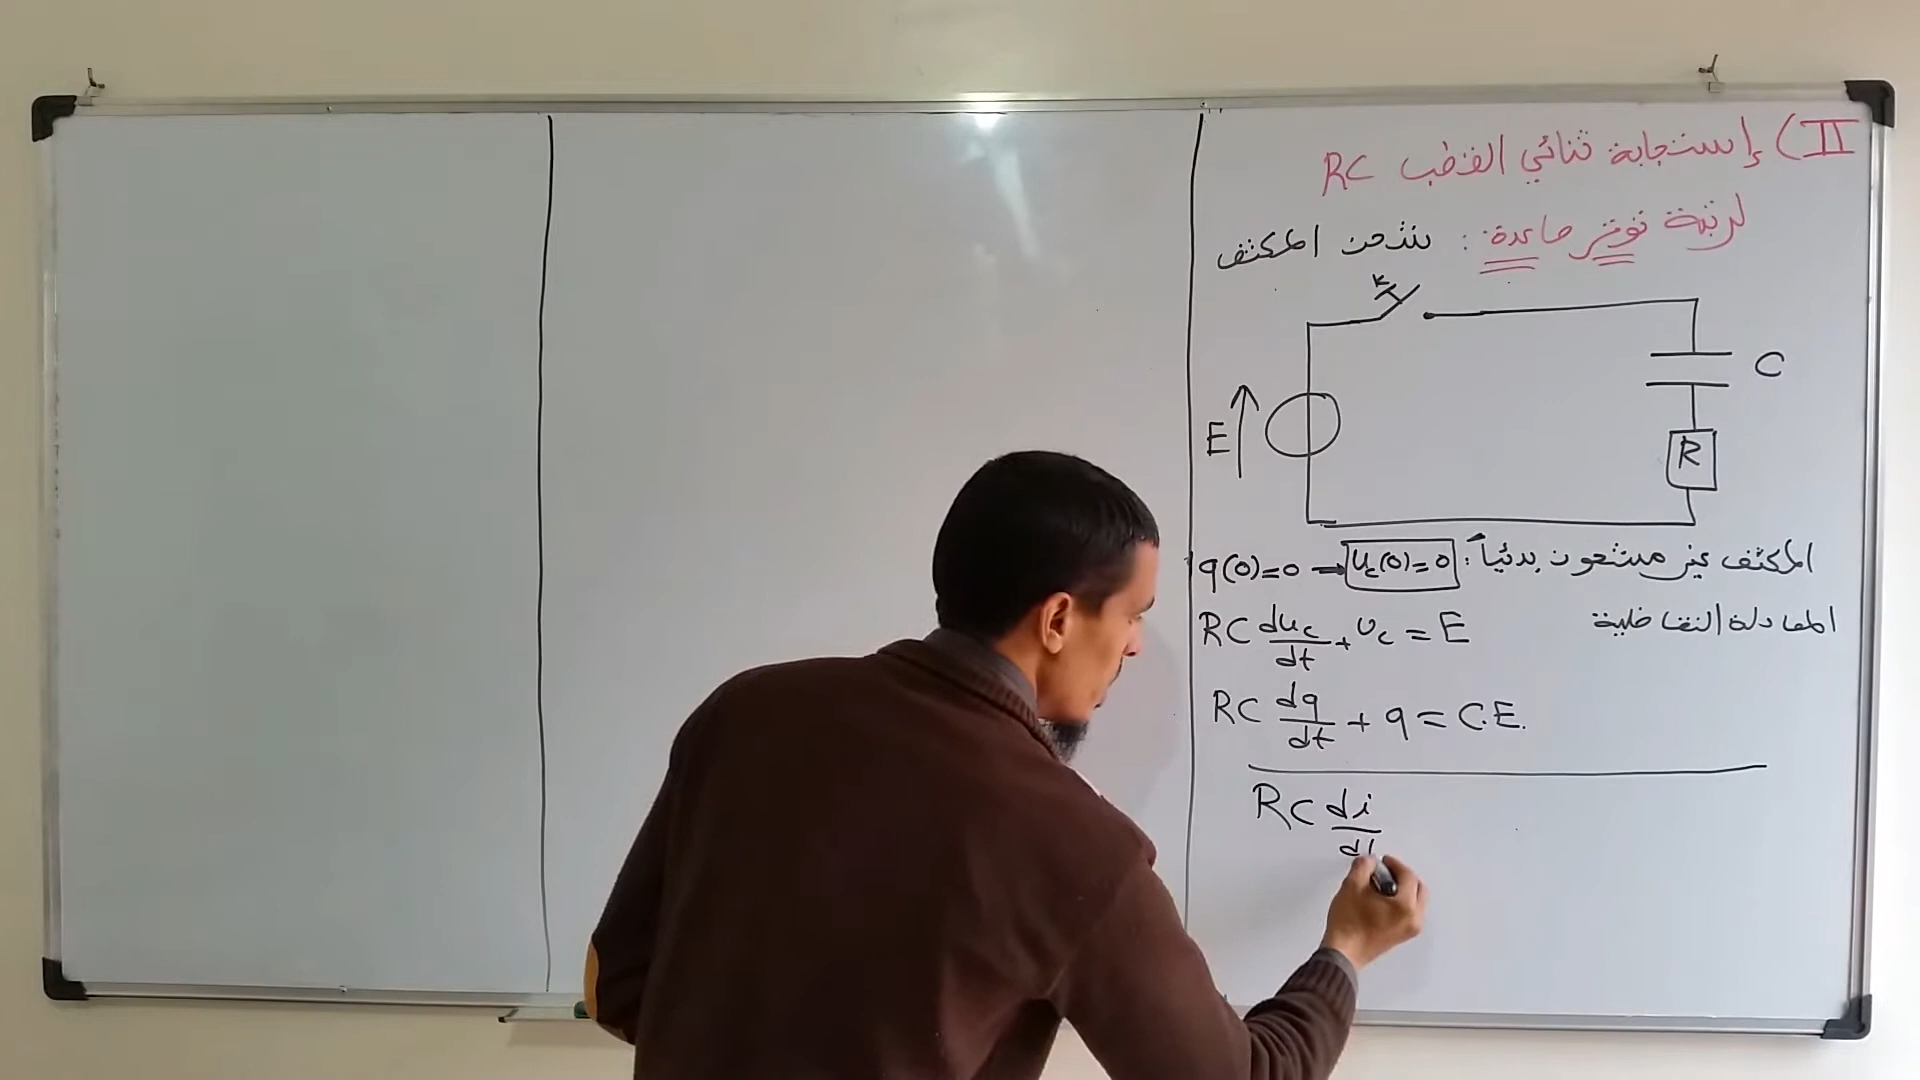 II) إستجابة ثنائي القطب RC
لرتبة توتر صاعدة : شحن المكثف
K
C
E
R
المكثف غير مشحون بدئياً : q(0)=0 → Uc(0)=0
المعادلة التفاضلية
RC duc/dt + Uc = E
RC dq/dt + q = C.E.
RC di/dt